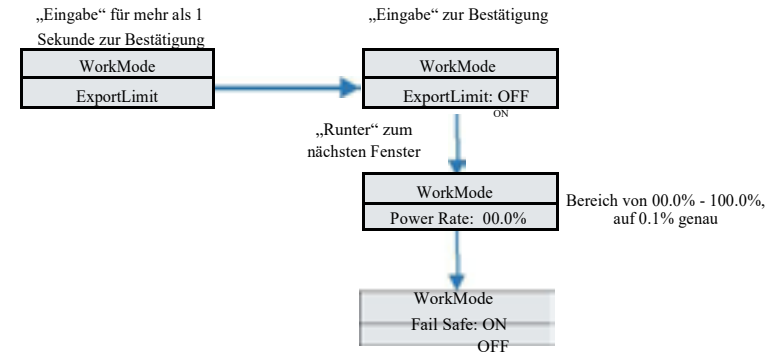 „Eingabe“ für mehr als 1
Sekunde zur Bestätigung
WorkMode
ExportLimit
„Eingabe“ zur Bestätigung
WorkMode
ExportLimit: OFF
ON
„Runter“ zum
nächsten Fenster
WorkMode
Power Rate: 00.0%
Bereich von 00.0% - 100.0%,
auf 0.1% genau
WorkMode
Fail Safe: ON
OFF